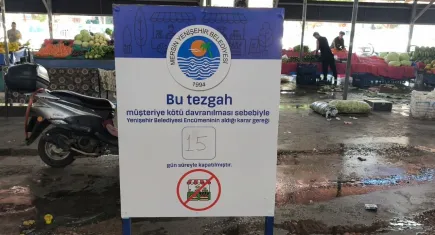 MERSİN YENİŞEHİR BELEDİYESİ
1994
Bu tezgah
müşteriye kötü davranılması sebebiyle
Yenişehir Belediyesi Encümeninin aldığı karar gereği
15
gün süreyle kapatılmıştır.